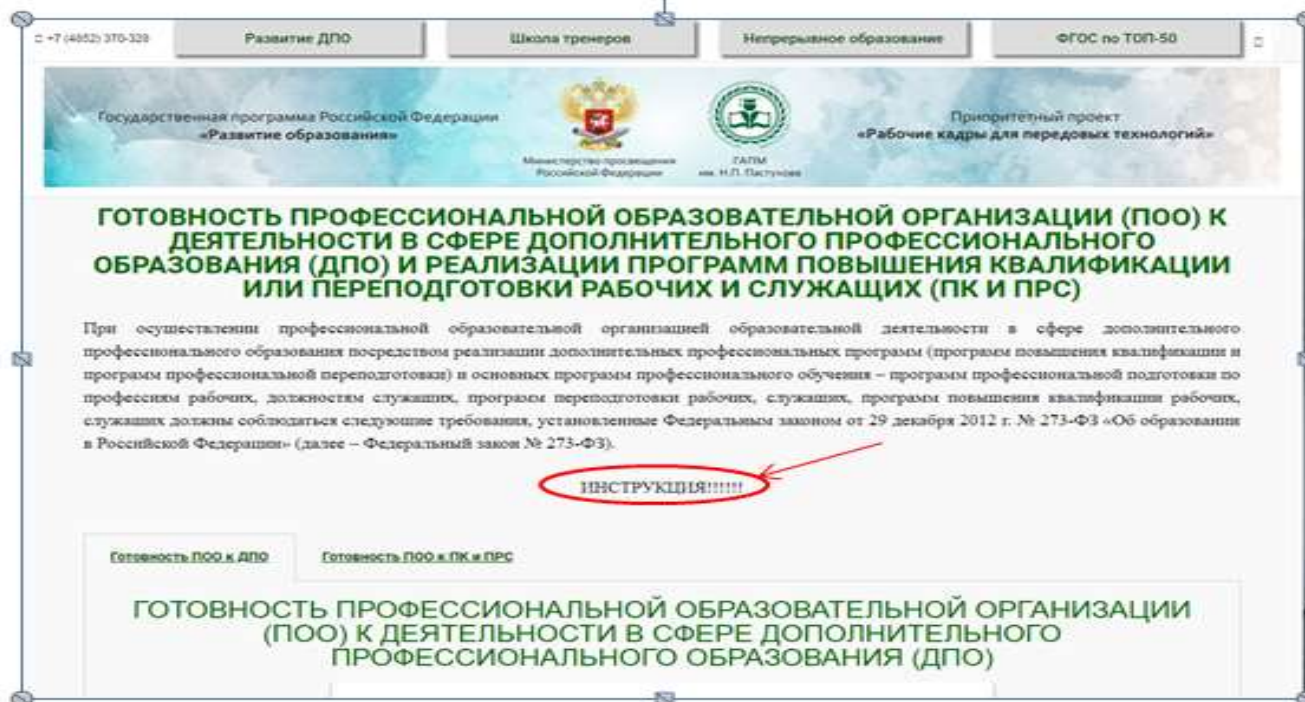 +7 (4852) 370-329
Развитие ДПО
Школа тренеров
Непрерывное образование
ФГОС по ТОП-50
Государственная программа Российской Федерации
«Развитие образования»
Министерство просвещения
Российской Федерации
ГАПМ
им. Н.П. Пастухова
Приоритетный проект
«Рабочие кадры для передовых технологий»
ГОТОВНОСТЬ ПРОФЕССИОНАЛЬНОЙ ОБРАЗОВАТЕЛЬНОЙ ОРГАНИЗАЦИИ (ПОО) К
ДЕЯТЕЛЬНОСТИ В СФЕРЕ ДОПОЛНИТЕЛЬНОГО ПРОФЕССИОНАЛЬНОГО
ОБРАЗОВАНИЯ (ДПО) И РЕАЛИЗАЦИИ ПРОГРАММ ПОВЫШЕНИЯ КВАЛИФИКАЦИИ
ИЛИ ПЕРЕПОДГОТОВКИ РАБОЧИХ И СЛУЖАЩИХ (ПК И ПРС)
При осуществлении профессиональной образовательной организацией образовательной деятельности в сфере дополнительного
профессионального образования посредством реализации дополнительных профессиональных программ (программ повышения квалификации и
программ профессиональной переподготовки) и основных программ профессионального обучения – программ профессиональной подготовки по
профессиям рабочих, должностям служащих, программ переподготовки рабочих, служащих, программ повышения квалификации рабочих,
служащих должны соблюдаться следующие требования, установленные Федеральным законом от 29 декабря 2012 г. № 273-ФЗ «Об образовании
в Российской Федерации» (далее – Федеральный закон № 273-ФЗ).
ИНСТРУКЦИЯ!!!!!!
Готовность ПОО к ДПО
Готовность ПОО к ПК и ПРС
ГОТОВНОСТЬ ПРОФЕССИОНАЛЬНОЙ ОБРАЗОВАТЕЛЬНОЙ ОРГАНИЗАЦИИ
(ПОО) К ДЕЯТЕЛЬНОСТИ В СФЕРЕ ДОПОЛНИТЕЛЬНОГО
ПРОФЕССИОНАЛЬНОГО ОБРАЗОВАНИЯ (ДПО)